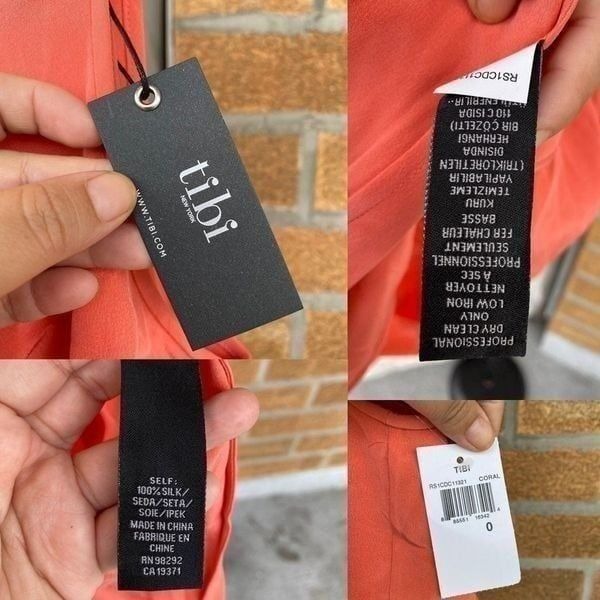 tibi
NEW YORK
WWW.TIBI.COM
PROFESSIONAL
DRY CLEAN
ONLY
LOW IRON
NETTOYER
A SEC
PROFESSIONNEL
SEULEMENT
FER CHALEUR
BASSE
KURU
TEMIZLEME
YAPILABILIR
(TRIKLORETILEN
DISINDA
HERHANGI
BIR ÇÖZELTI)
110 C ISIDA
SELF:
100% SILK/
SEDA/SETA/
SOIE/IPEK
MADE IN CHINA
FABRIQUE EN
CHINE
RN 98292
CA 19371
TIBI
RS1CDC11321 CORAL
16342 4
0